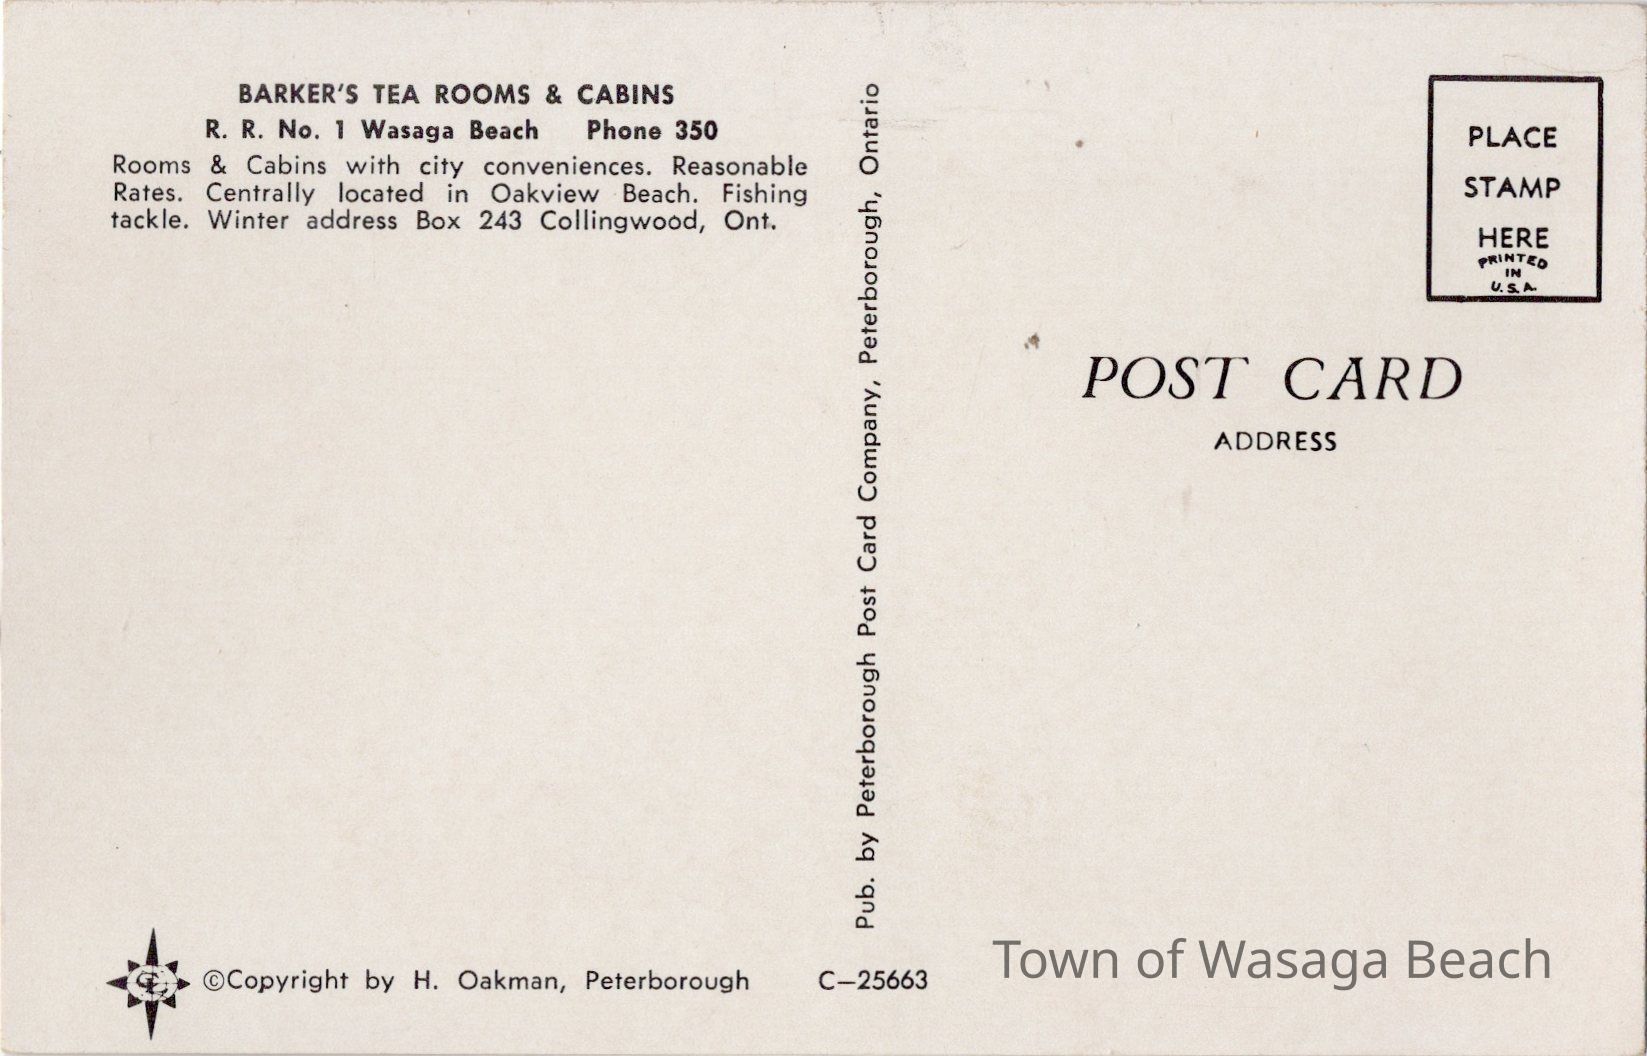 BARKER'S TEA ROOMS & CABINS
R. R. No. 1 Wasaga Beach Phone 350
Rooms & Cabins with city conveniences. Reasonable
Rates. Centrally located in Oakview Beach. Fishing
tackle. Winter address Box 243 Collingwood, Ont.
©Copyright by H. Oakman, Peterborough
C–25663
Pub. by Peterborough Post Card Company, Peterborough, Ontario
PLACE
STAMP
HERE
PRINTED
IN
U.S.A.
POST CARD
ADDRESS
Town of Wasaga Beach